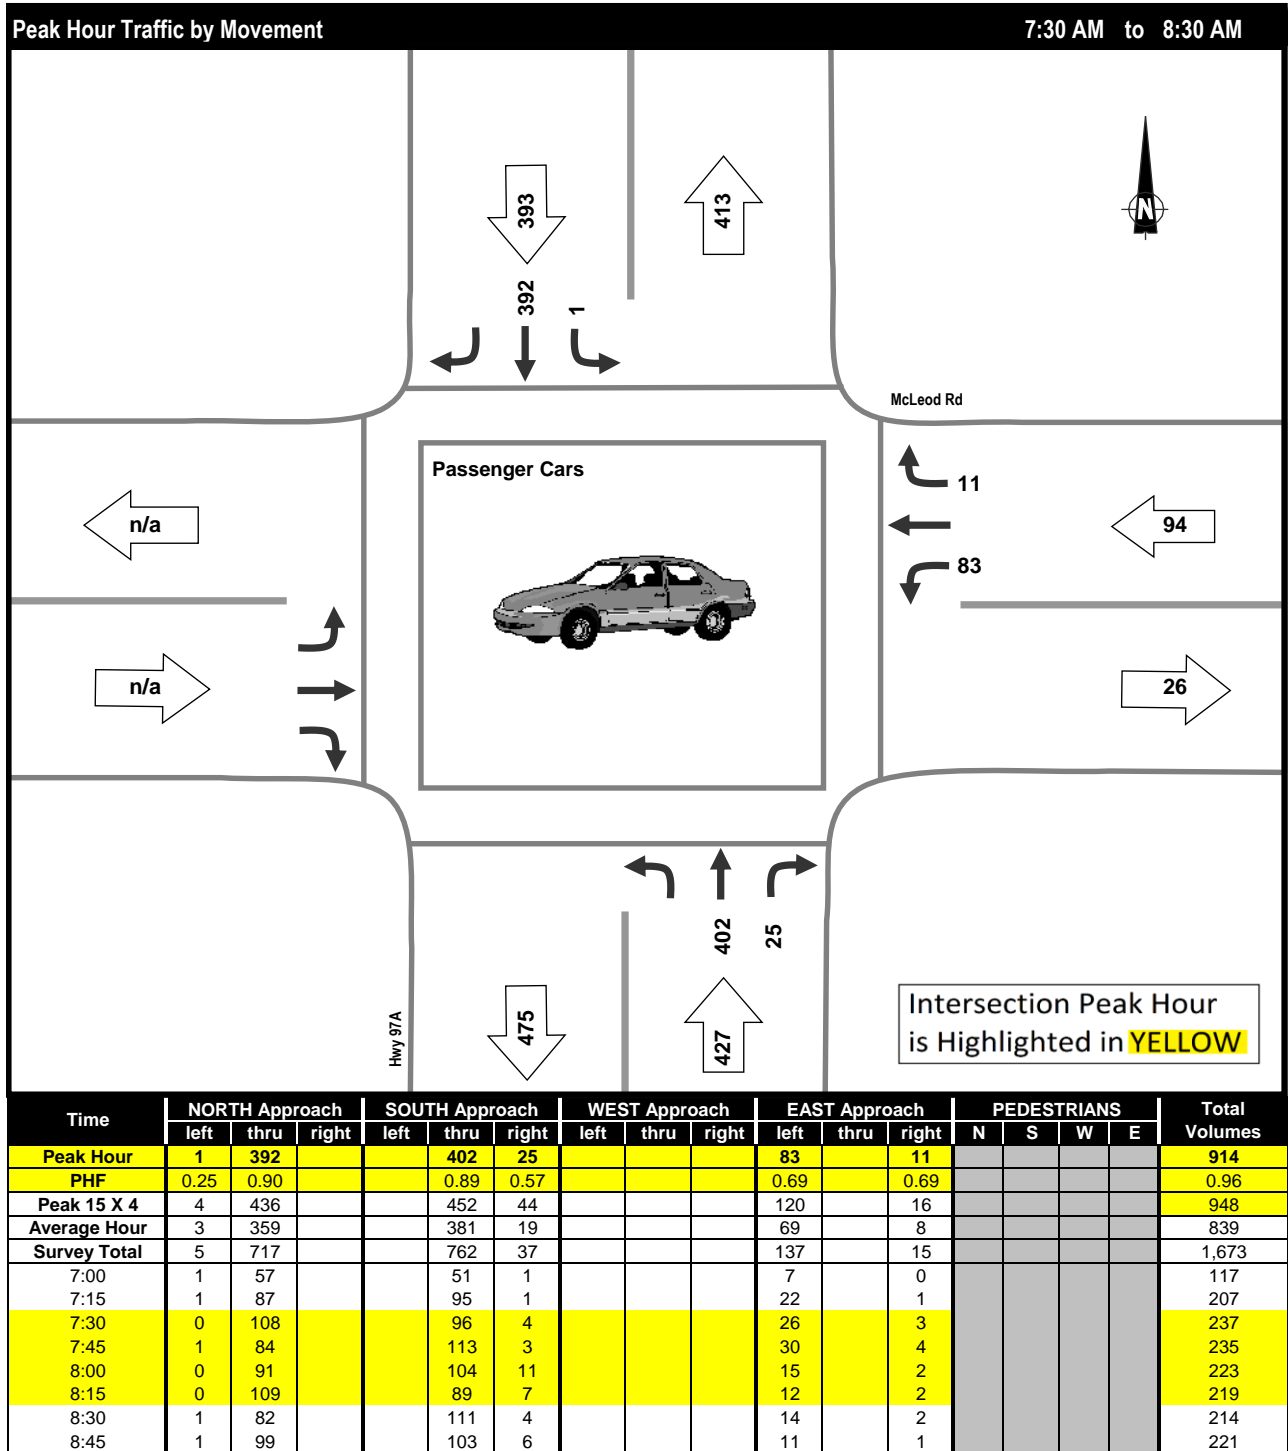 Peak Hour Traffic by Movement 7:30 AM to 8:30 AM
393
413
N
392 1
McLeod Rd
Passenger Cars
11
n/a
94
83
n/a
26
402 25
Hwy 97A
475
427
Intersection Peak Hour
is Highlighted in YELLOW
Time NORTH Approach SOUTH Approach WEST Approach EAST Approach PEDESTRIANS Total Volumes
left thru right left thru right left thru right left thru right N S W E
Peak Hour 1 392 402 25 83 11 914
PHF 0.25 0.90 0.89 0.57 0.69 0.69 0.96
Peak 15 X 4 4 436 452 44 120 16 948
Average Hour 3 359 381 19 69 8 839
Survey Total 5 717 762 37 137 15 1,673
7:00 1 57 51 1 7 0 117
7:15 1 87 95 1 22 1 207
7:30 0 108 96 4 26 3 237
7:45 1 84 113 3 30 4 235
8:00 0 91 104 11 15 2 223
8:15 0 109 89 7 12 2 219
8:30 1 82 111 4 14 2 214
8:45 1 99 103 6 11 1 221